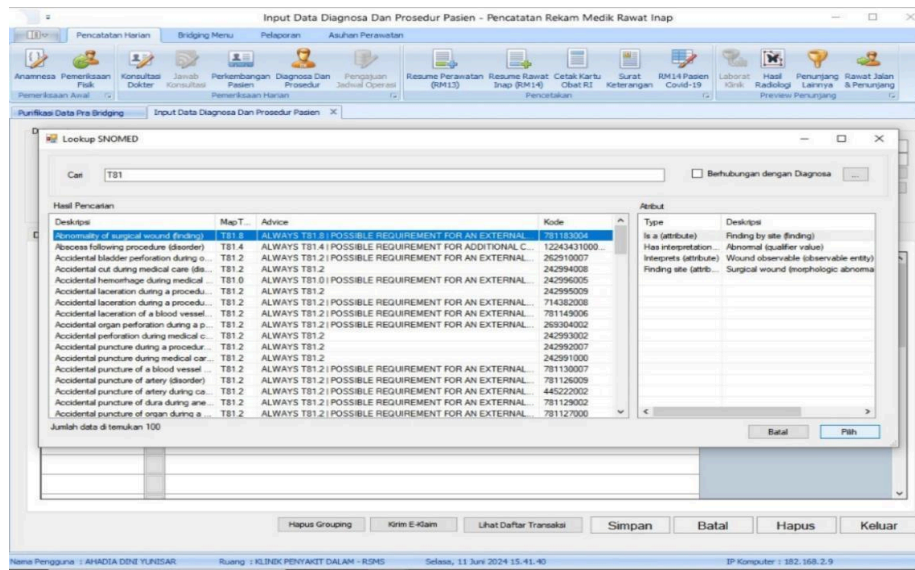 Input Data Diagnosa Dan Prosedur Pasien - Pencatatan Rekam Medik Rawat Inap
Pencatatan Harian Bridging Menu Pelaporan Asuhan Perawatan
Anamnesa Pemeriksaan Fisik Konsultasi Dokter Jawab Konsultasi Perkembangan Pasien Diagnosa Dan Prosedur Pengajuan Jadwal Operasi Resume Perawatan (RM13) Resume Rawat Inap (RM14) Cetak Kartu Obat RI Surat Keterangan RM14 Pasien Covid-19 Laborat Klinik Hasil Radiologi Penunjang Lainnya Rawat Jalan & Penunjang
Pemeriksaan Awal Pemeriksaan Harian Pencetakan Preview Penunjang
Purifikasi Data Pra Bridging Input Data Diagnosa Dan Prosedur Pasien X
Lookup SNOMED
Cari T81 Berhubungan dengan Diagnosa ...
Hasil Pencarian Atribut
Deskripsi Map T... Advice Kode Type Deskripsi
Abnormality of surgical wound (finding) T81.8 ALWAYS T81.8 | POSSIBLE REQUIREMENT FOR AN EXTERNAL... 781183004 Is a (attribute) Finding by site (finding)
Abscess following procedure (disorder) T81.4 ALWAYS T81.4 | POSSIBLE REQUIREMENT FOR ADDITIONAL C... 12243431000... Has interpretation... Abnormal (qualifier value)
Accidental bladder perforation during o... T81.2 ALWAYS T81.2 | POSSIBLE REQUIREMENT FOR AN EXTERNAL... 262910007 Interprets (attribute) Wound observable (observable entity)
Accidental cut during medical care (dis... T81.2 ALWAYS T81.2 242994008 Finding site (attrib... Surgical wound (morphologic abnorma
Accidental hemorrhage during medical ... T81.0 ALWAYS T81.0 | POSSIBLE REQUIREMENT FOR AN EXTERNAL... 242996005
Accidental laceration during a procedu... T81.2 ALWAYS T81.2 242995009
Accidental laceration during a procedu... T81.2 ALWAYS T81.2 | POSSIBLE REQUIREMENT FOR AN EXTERNAL... 714382008
Accidental laceration of a blood vessel... T81.2 ALWAYS T81.2 | POSSIBLE REQUIREMENT FOR AN EXTERNAL... 781149006
Accidental organ perforation during a p... T81.2 ALWAYS T81.2 | POSSIBLE REQUIREMENT FOR AN EXTERNAL... 269304002
Accidental perforation during medical c... T81.2 ALWAYS T81.2 242993002
Accidental puncture during a procedur... T81.2 ALWAYS T81.2 242992007
Accidental puncture during medical car... T81.2 ALWAYS T81.2 242991000
Accidental puncture of a blood vessel ... T81.2 ALWAYS T81.2 | POSSIBLE REQUIREMENT FOR AN EXTERNAL... 781130007
Accidental puncture of artery (disorder) T81.2 ALWAYS T81.2 | POSSIBLE REQUIREMENT FOR AN EXTERNAL... 781126009
Accidental puncture of artery during ca... T81.2 ALWAYS T81.2 | POSSIBLE REQUIREMENT FOR AN EXTERNAL... 445222002
Accidental puncture of dura during ane... T81.2 ALWAYS T81.2 | POSSIBLE REQUIREMENT FOR AN EXTERNAL... 781129002
Accidental puncture of organ during a ... T81.2 ALWAYS T81.2 | POSSIBLE REQUIREMENT FOR AN EXTERNAL... 781127000
Jumlah data di temukan 100 Batal Pilih
Hapus Grouping Kirim E-Klaim Lihat Daftar Transaksi Simpan Batal Hapus Keluar
Nama Pengguna : AHADIA DINI YUNISAR Ruang : KLINIK PENYAKIT DALAM - RSMS Selasa, 11 Juni 2024 15.41.40 IP Komputer : 182.168.2.9